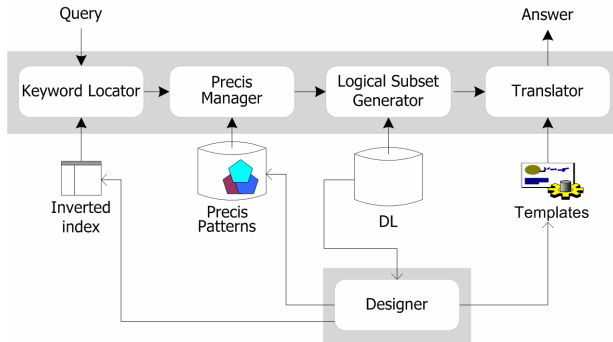 Query
Answer
Keyword Locator
Precis
Manager
Logical Subset
Generator
Translator
Inverted
index
Precis
Patterns
DL
Templates
Designer